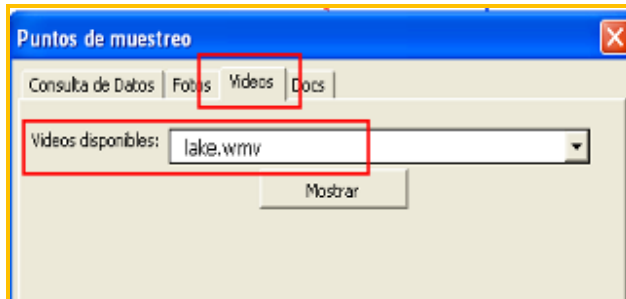 Puntos de muestreo
Consulta de Datos Fotos Videos Docs
Videos disponibles: lake.wmv
Mostrar